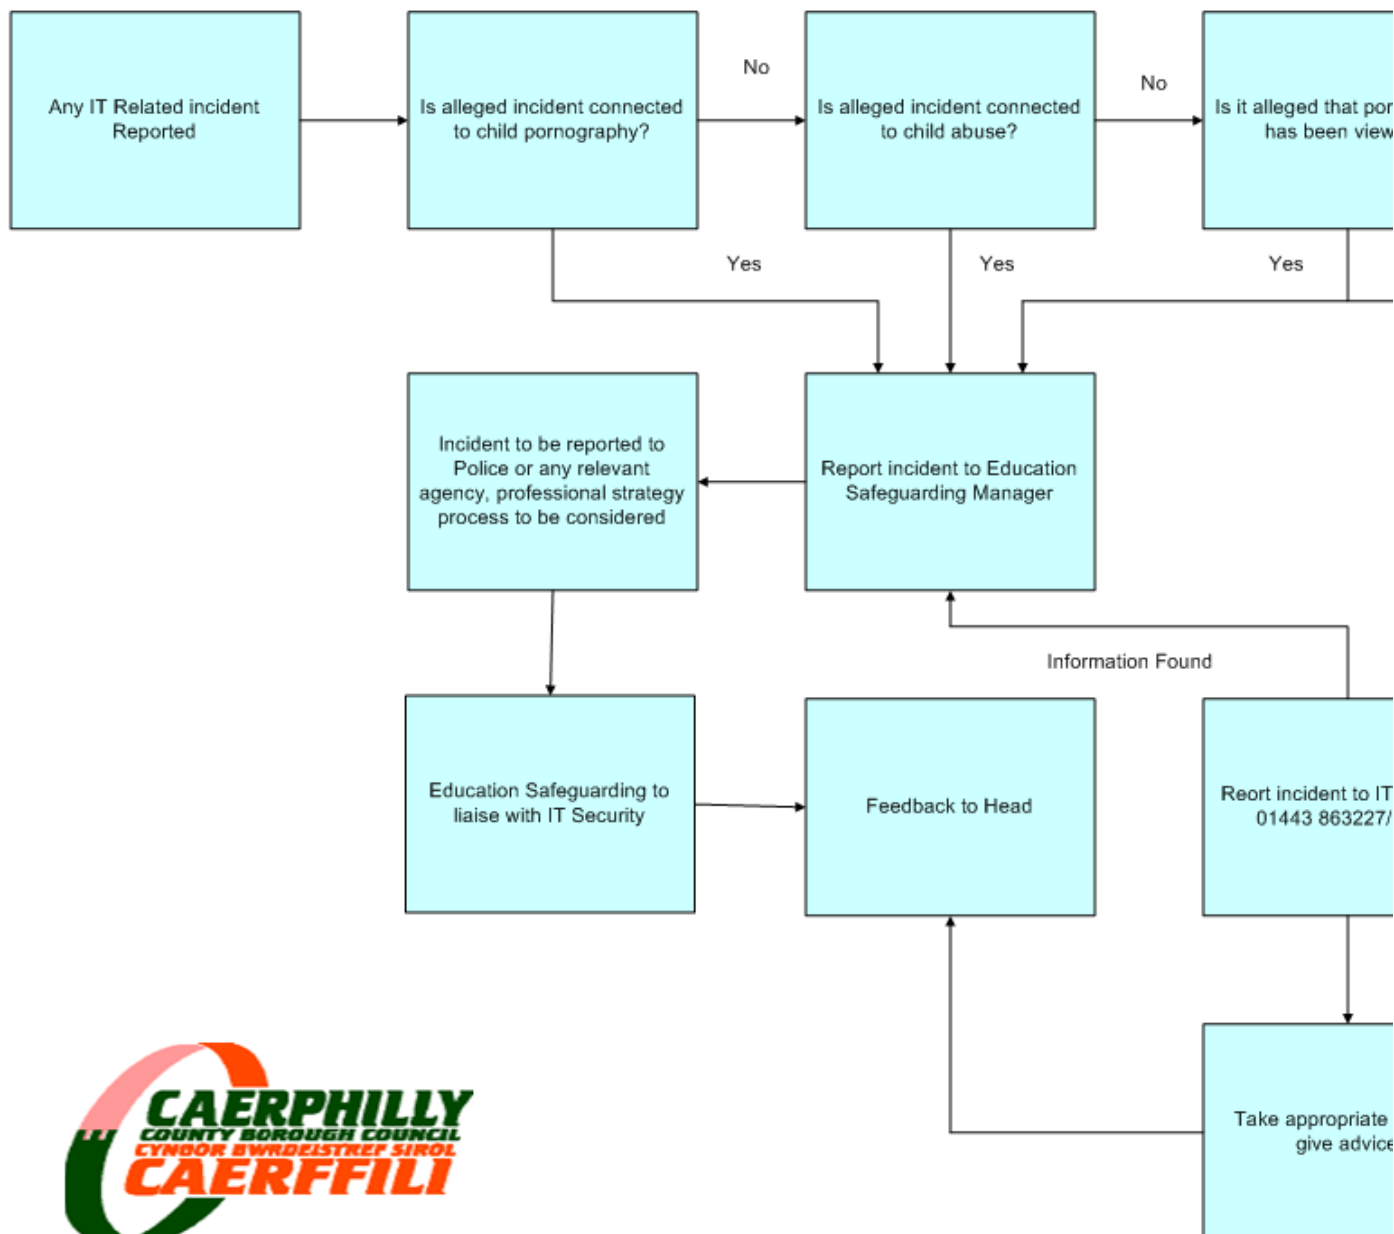 Any IT Related incident
Reported
Is alleged incident connected
to child pornography?
No
Is alleged incident connected
to child abuse?
No
Is it alleged that
has been
Yes
Yes
Yes
Incident to be reported to
Police or any relevant
agency, professional strategy
process to be considered
Report incident to Education
Safeguarding Manager
Information Found
Education Safeguarding to
liaise with IT Security
Feedback to Head
Reort incident to IT
01443 863227/
Take appropriate
give advice
CAERPHILLY
COUNTY BOROUGH COUNCIL
CYNGOR BWRDEISTREF SIROL
CAERFFILI